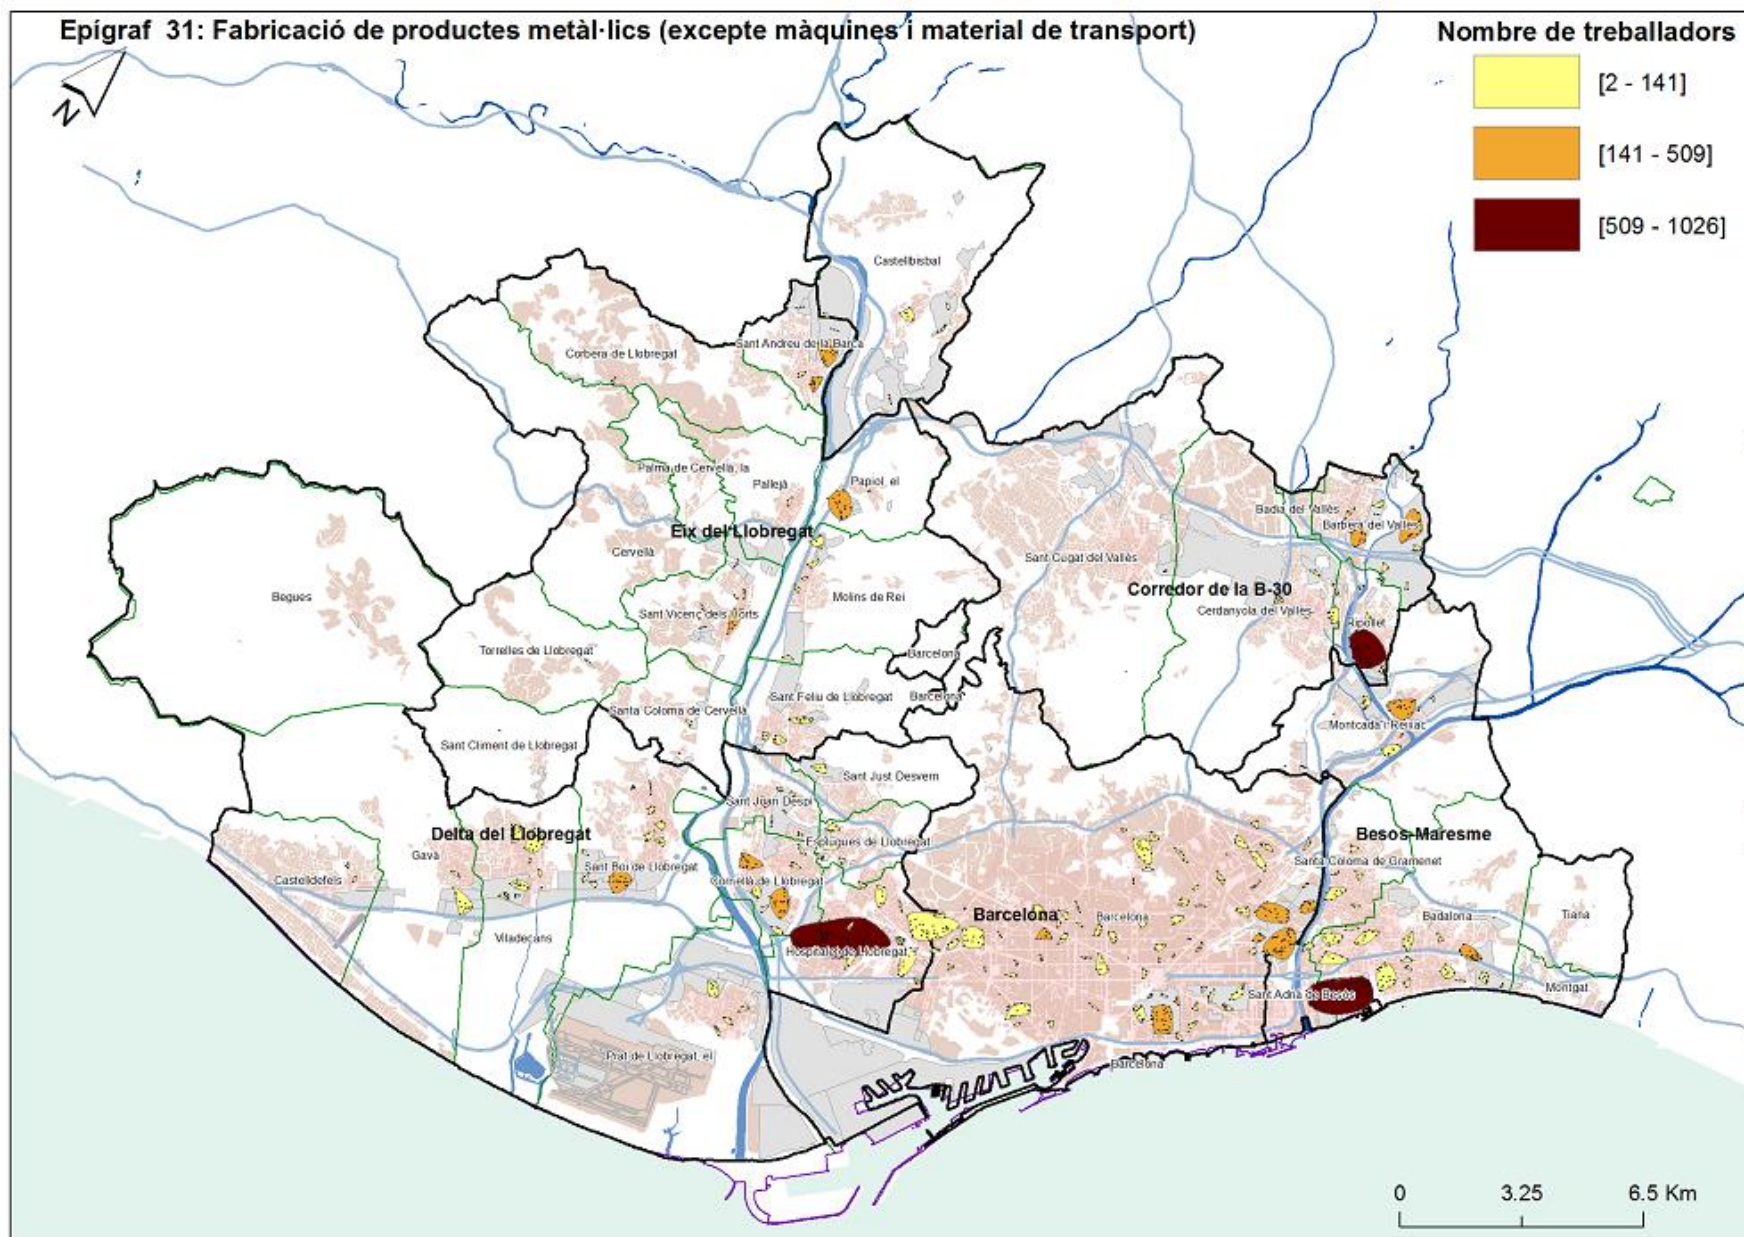 Epígraf 31: Fabricació de productes metàl·lics (excepte màquines i material de transport)
Nombre de treballadors
[2 - 141]
[141 - 509]
[509 - 1026]
N
Castellbisbal
Sant Andreu de la Barca
Corbera de Llobregat
Palma de Cervellà, la
Pallejà
Papiol, el
Badia del Vallès
Barberà del Vallès
Eix del Llobregat
Cervellà
Sant Cugat del Vallès
Corredor de la B-30
Begues
Molins de Rei
Sant Vicenç dels Horts
Cerdanyola del Vallès
Ripollet
Torrelles de Llobregat
Barcelona
Sant Feliu de Llobregat
Barcelona
Santa Coloma de Cervelló
Montcada i Reixac
Sant Climent de Llobregat
Sant Just Desvern
Sant Joan Despí
Delta del Llobregat
Besòs-Maresme
Esplugues de Llobregat
Gavà
Sant Boi de Llobregat
Santa Coloma de Gramenet
Castelldefels
Cornellà de Llobregat
Barcelona
Barcelona
Badalona
Tiana
Viladecans
Hospitalet de Llobregat, l'
Sant Adrià de Besòs
Montgat
Prat de Llobregat, el
Barcelona
0 3.25 6.5 Km